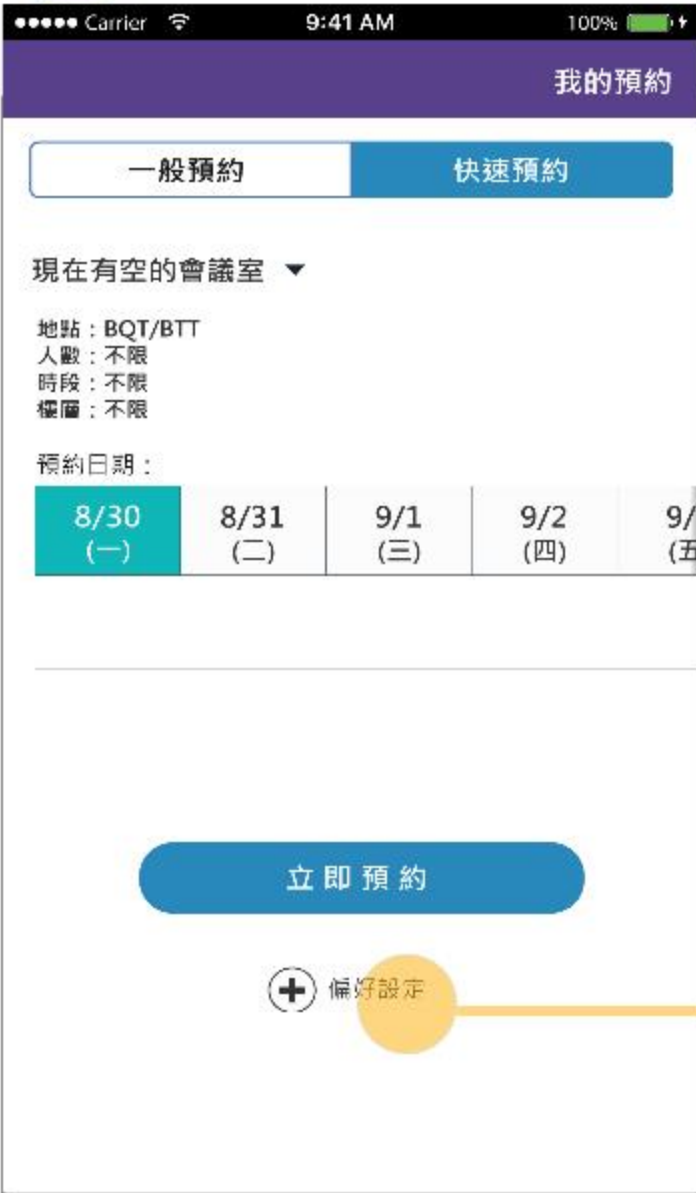 Carrier 9:41 AM 100%
我的預約
一般預約 快速預約
現在有空的會議室
地點：BQT/BTT
人數：不限
時段：不限
樓層：不限
預約日期：
8/30 8/31 9/1 9/2 9/
(一) (二) (三) (四) (五
立即預約
偏好設定